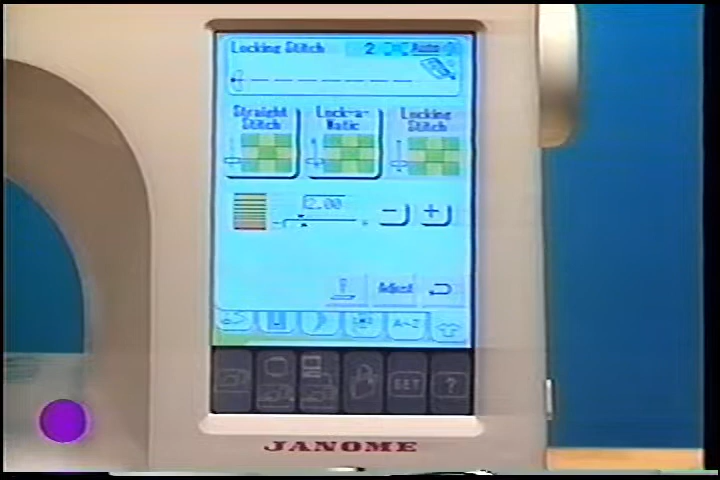 Locking Stitch 2 Auto
Straight Stitch
Lock-a-Matic
Locking Stitch
2.00
- +
Adjust
A~Z
SET ?
JANOME